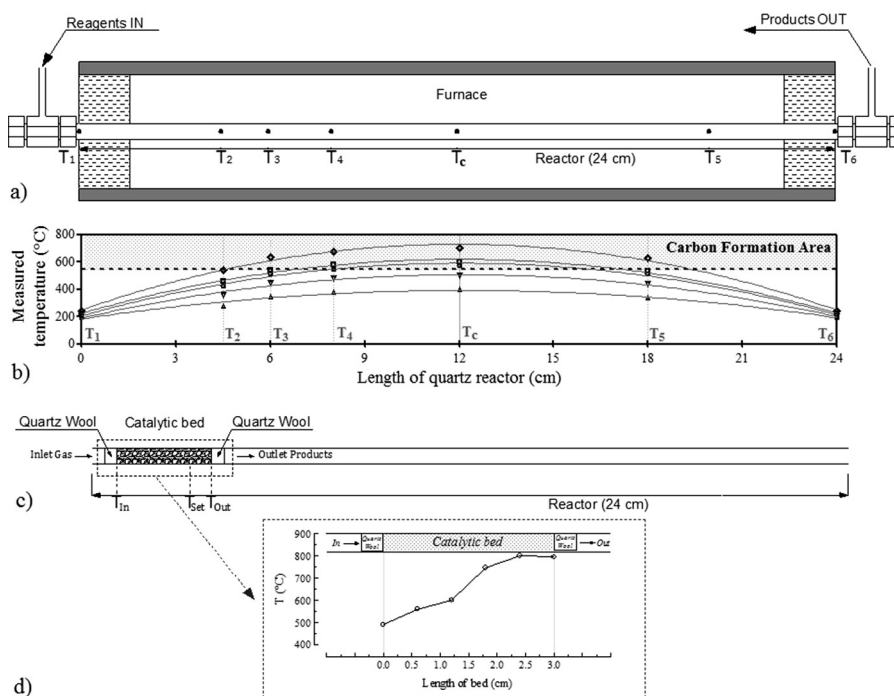 Reagents IN
Products OUT
Furnace
T1 T2 T3 T4 Tc Reactor (24 cm) T5 T6
a)
Measured temperature (°C)
800
600
400
200
0
Carbon Formation Area
T1 T2 T3 T4 TC T5 T6
0 3 6 9 12 15 18 21 24
Length of quartz reactor (cm)
b)
Quartz Wool Catalytic bed Quartz Wool
Inlet Gas Outlet Products
TIn TSet TOut Reactor (24 cm)
c)
T (°C)
900
800
700
600
500
400
In Quartz Wool Catalytic bed Quartz Wool Out
0.0 0.5 1.0 1.5 2.0 2.5 3.0
Length of bed (cm)
d)